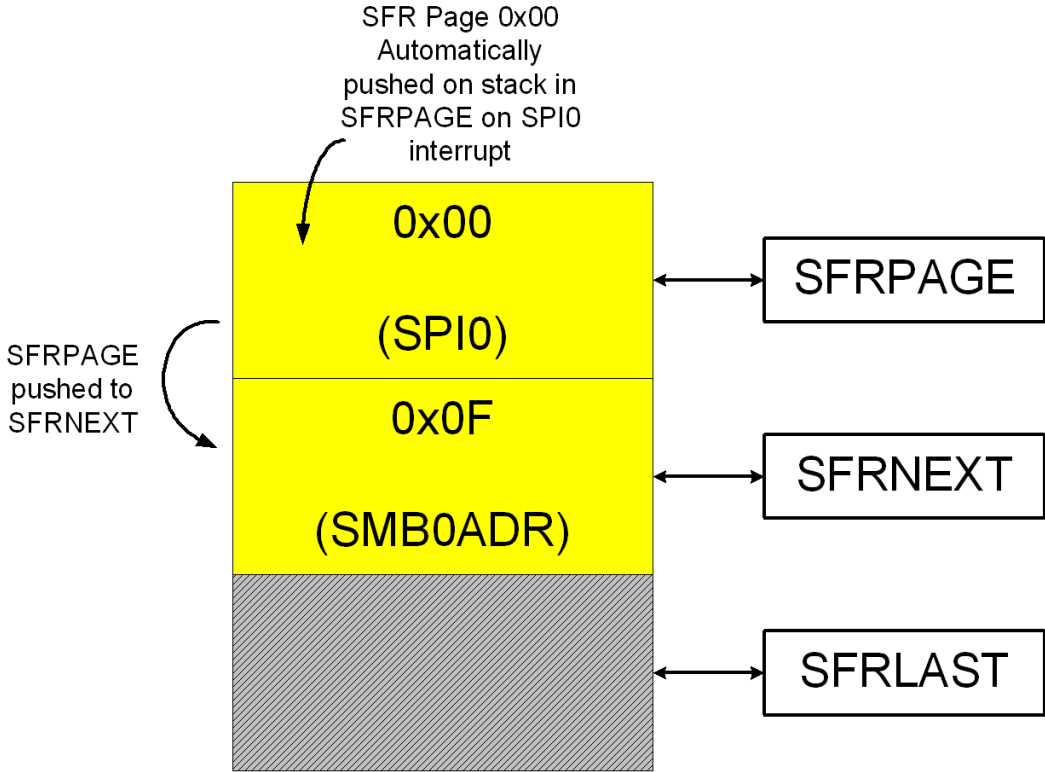 SFR Page 0x00
Automatically
pushed on stack in
SFRPAGE on SPI0
interrupt
0x00
(SPI0)
SFRPAGE
SFRPAGE
pushed to
SFRNEXT
0x0F
(SMB0ADR)
SFRNEXT
SFRLAST